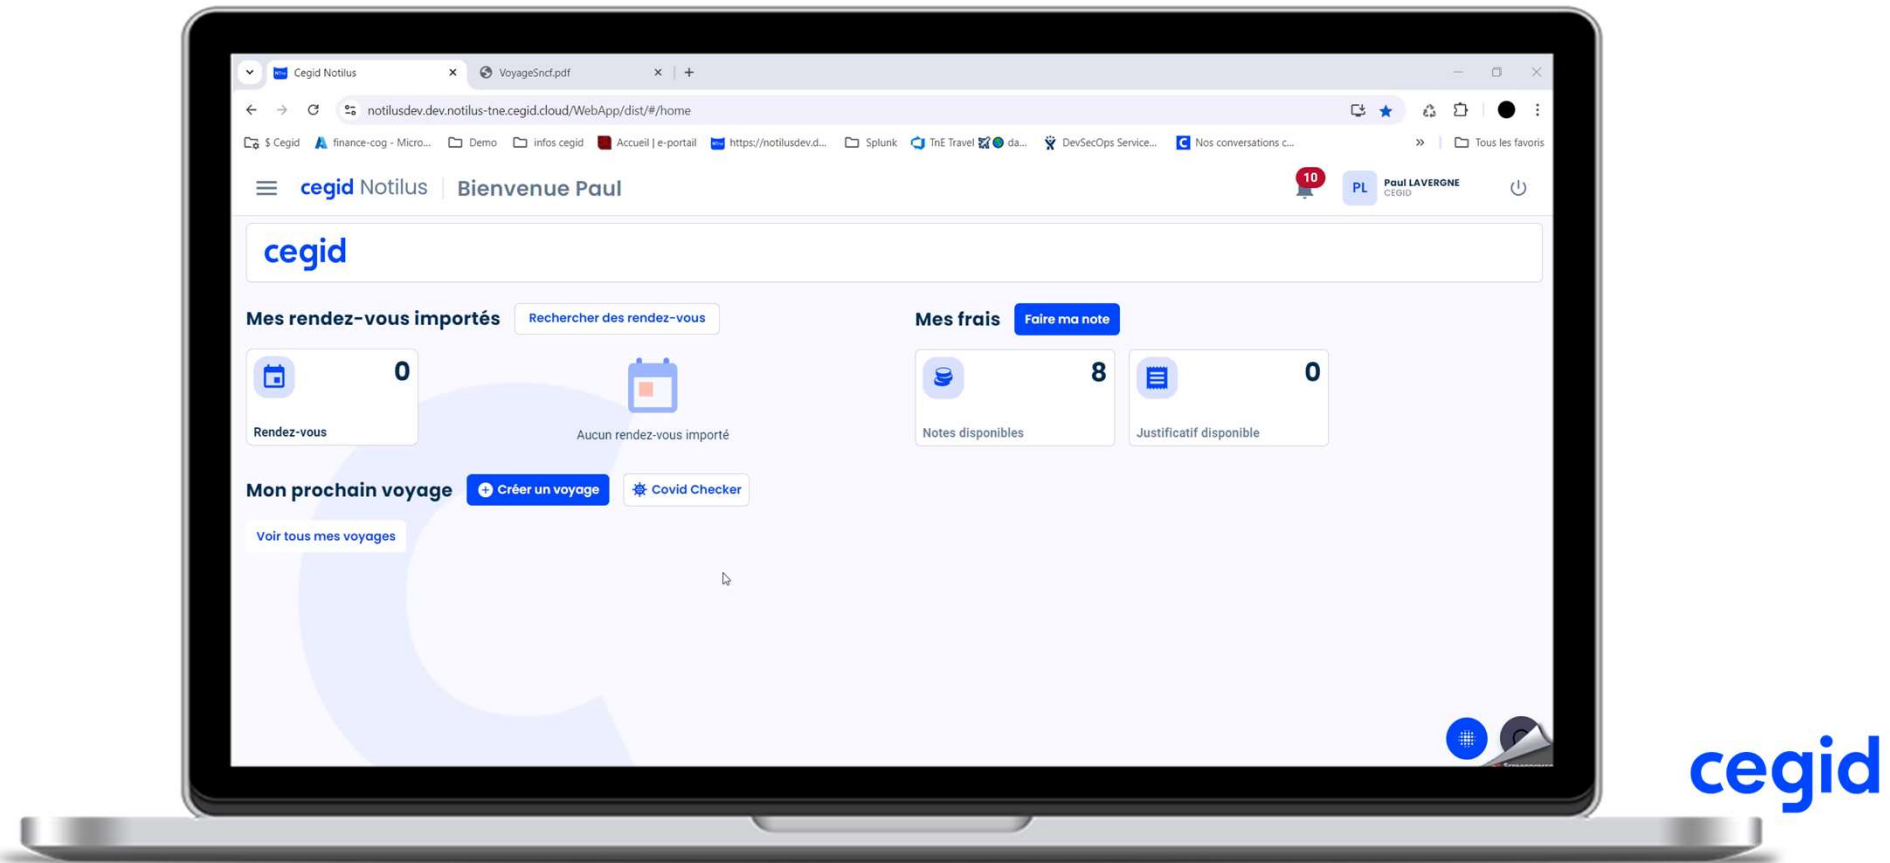 Cegid Notilus
VoyageSncf.pdf
notilusdev.dev.notilus-tne.cegid.cloud/WebApp/dist/#/home
$ Cegid
finance-cog - Micro...
Demo
infos cegid
Accueil | e-portail
https://notilusdev.d...
Splunk
TnE Travel
da...
DevSecOps Service...
Nos conversations c...
Tous les favoris
cegid Notilus
Bienvenue Paul
10
PL
Paul LAVERGNE
CEGID
cegid
Mes rendez-vous importés
Rechercher des rendez-vous
0
Rendez-vous
Aucun rendez-vous importé
Mes frais
Faire ma note
8
Notes disponibles
0
Justificatif disponible
Mon prochain voyage
Créer un voyage
Covid Checker
Voir tous mes voyages
cegid